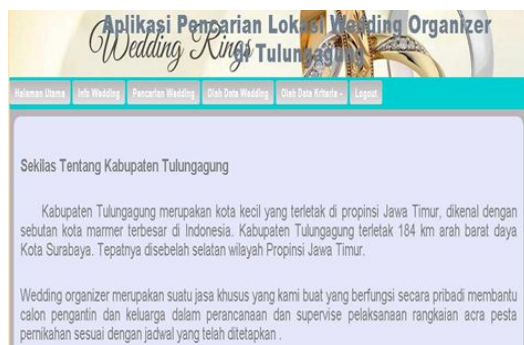 Aplikasi Pencarian Lokasi Wedding Organizer
di Tulungagung
Wedding Rings
Halaman Utama Info Wedding Pencarian Wedding Olah Data Wedding Olah Data Kriteria - Logout
Sekilas Tentang Kabupaten Tulungagung
Kabupaten Tulungagung merupakan kota kecil yang terletak di propinsi Jawa Timur, dikenal dengan
sebutan kota marmer terbesar di Indonesia. Kabupaten Tulungagung terletak 184 km arah barat daya
Kota Surabaya. Tepatnya disebelah selatan wilayah Propinsi Jawa Timur.
Wedding organizer merupakan suatu jasa khusus yang kami buat yang berfungsi secara pribadi membantu
calon pengantin dan keluarga dalam perancanaan dan supervise pelaksanaan rangkaian acra pesta
pernikahan sesuai dengan jadwal yang telah ditetapkan .